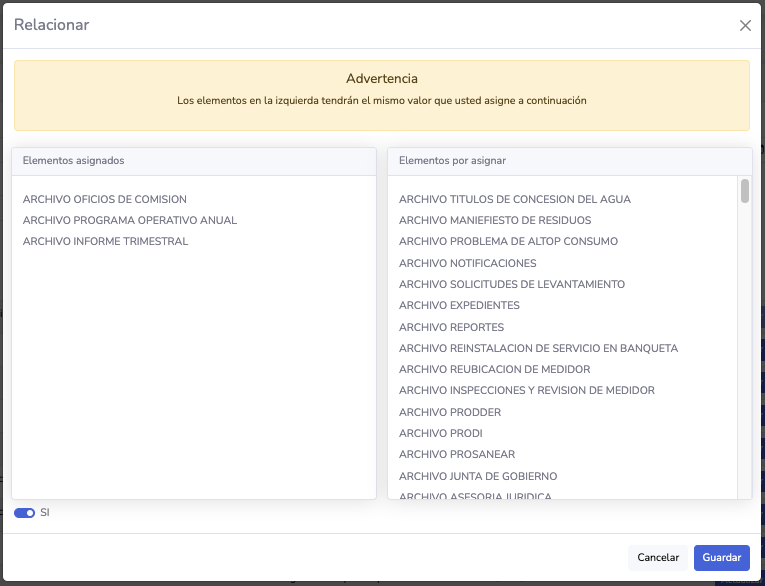 Relacionar
Advertencia
Los elementos en la izquierda tendrán el mismo valor que usted asigne a continuación
Elementos asignados
ARCHIVO OFICIOS DE COMISION
ARCHIVO PROGRAMA OPERATIVO ANUAL
ARCHIVO INFORME TRIMESTRAL
Elementos por asignar
ARCHIVO TITULOS DE CONCESION DEL AGUA
ARCHIVO MANIEFIESTO DE RESIDUOS
ARCHIVO PROBLEMA DE ALTOP CONSUMO
ARCHIVO NOTIFICACIONES
ARCHIVO SOLICITUDES DE LEVANTAMIENTO
ARCHIVO EXPEDIENTES
ARCHIVO REPORTES
ARCHIVO REINSTALACION DE SERVICIO EN BANQUETA
ARCHIVO REUBICACION DE MEDIDOR
ARCHIVO INSPECCIONES Y REVISION DE MEDIDOR
ARCHIVO PRODDER
ARCHIVO PRODI
ARCHIVO PROSANEAR
ARCHIVO JUNTA DE GOBIERNO
ARCHIVO ASESORIA JURIDICA
SI
Cancelar
Guardar